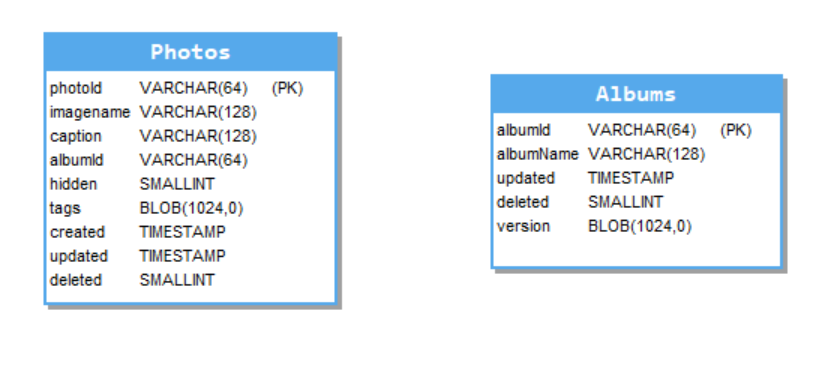 Photos
photoId VARCHAR(64) (PK)
imagename VARCHAR(128)
caption VARCHAR(128)
albumId VARCHAR(64)
hidden SMALLINT
tags BLOB(1024,0)
created TIMESTAMP
updated TIMESTAMP
deleted SMALLINT
Albums
albumId VARCHAR(64) (PK)
albumName VARCHAR(128)
updated TIMESTAMP
deleted SMALLINT
version BLOB(1024,0)